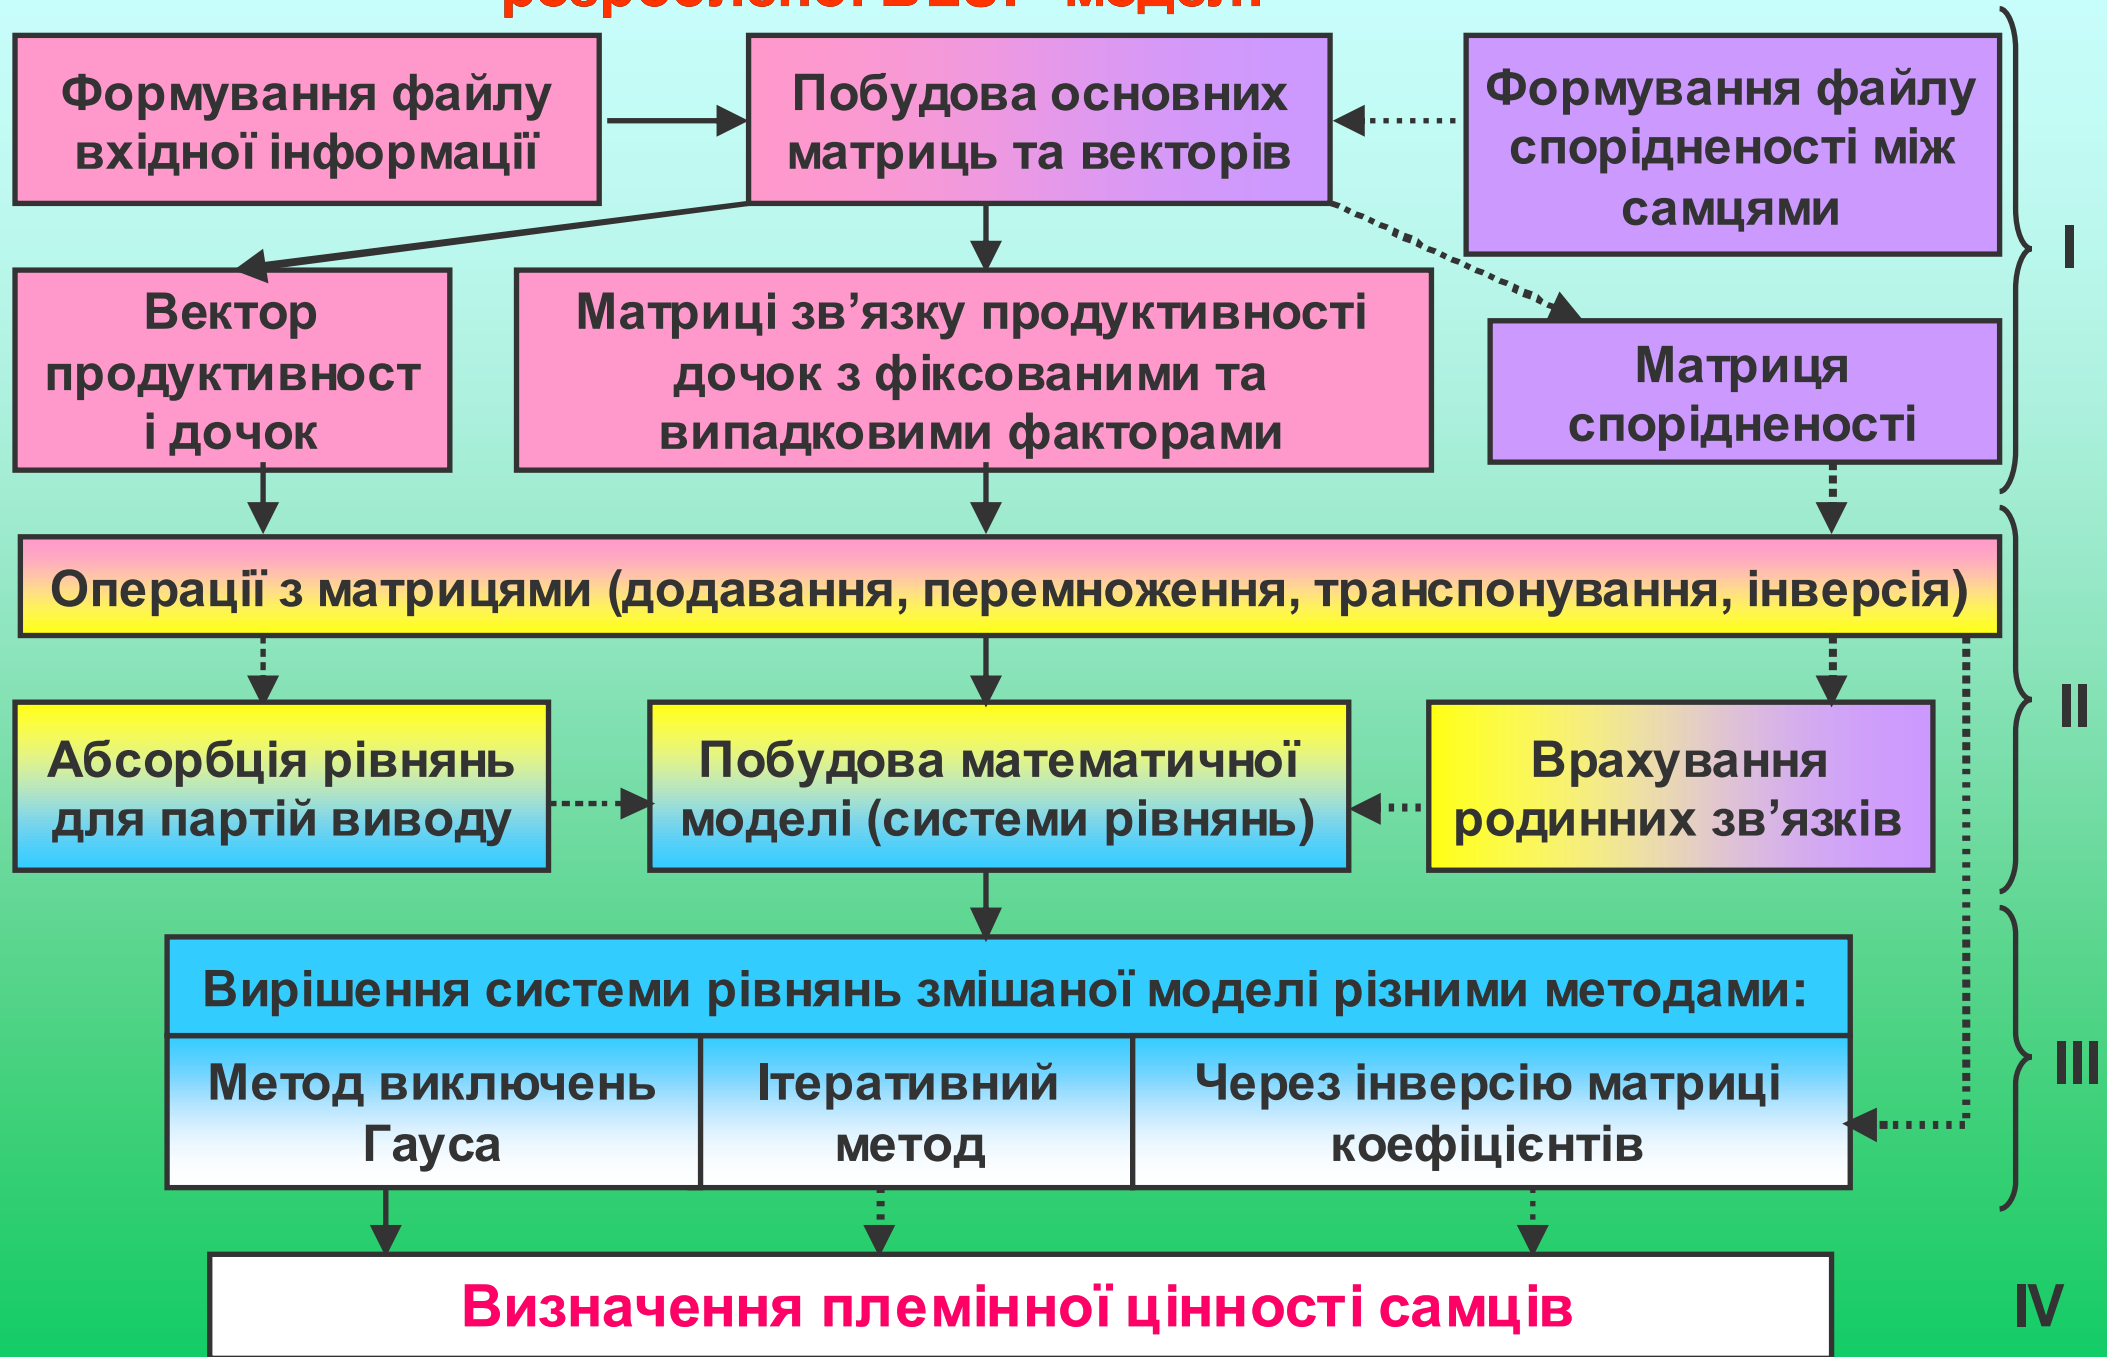 Формування файлу
вхідної інформації
Побудова основних
матриць та векторів
Формування файлу
спорідненості між
самцями
I
Вектор
продуктивност
і дочок
Матриці зв’язку продуктивності
дочок з фіксованими та
випадковими факторами
Матриця
спорідненості
Операції з матрицями (додавання, перемноження, транспонування, інверсія)
II
Абсорбція рівнянь
для партій виводу
Побудова математичної
моделі (системи рівнянь)
Врахування
родинних зв’язків
Вирішення системи рівнянь змішаної моделі різними методами:
III
Метод виключень
Гауса
Ітеративний
метод
Через інверсію матриці
коефіцієнтів
Визначення племінної цінності самців
IV